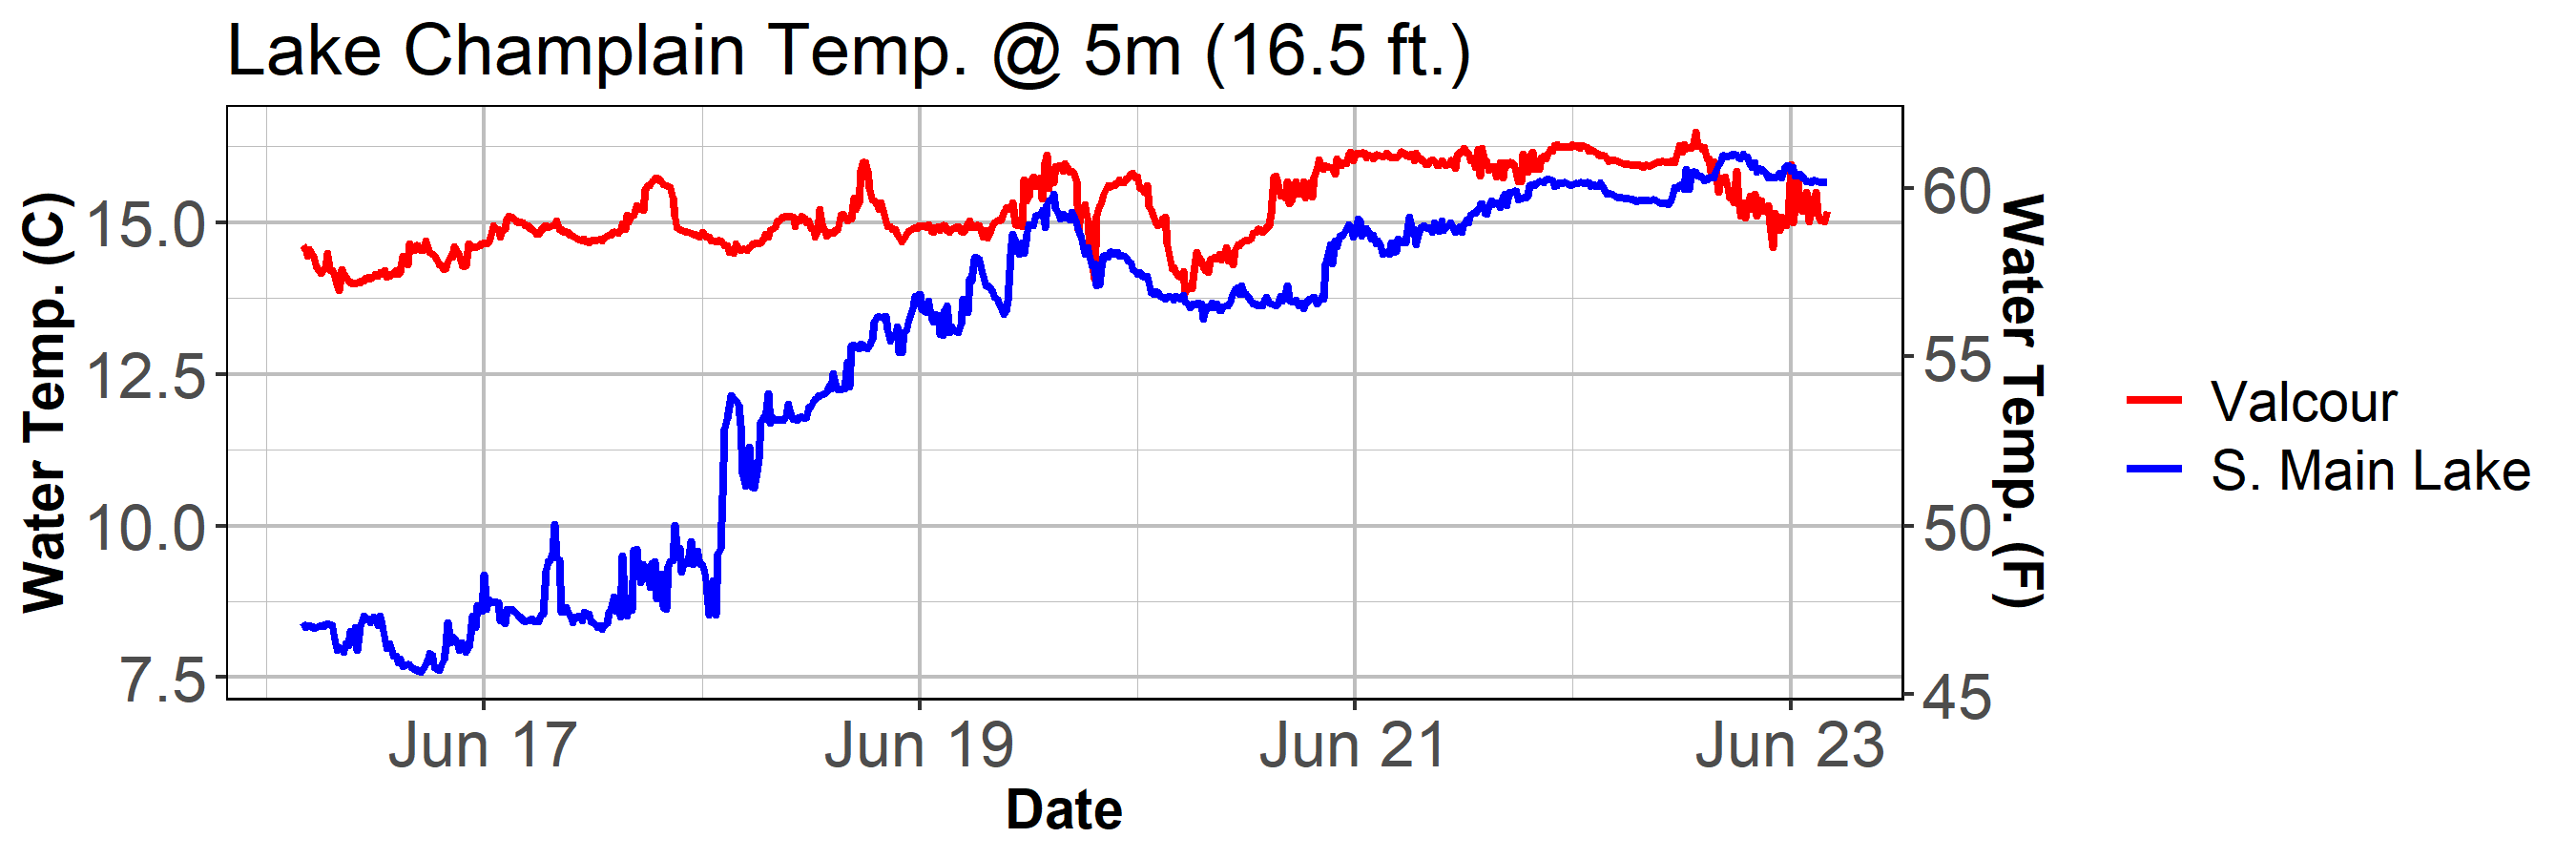 Lake Champlain Temp. @ 5m (16.5 ft.)
Water Temp. (C)
15.0
12.5
10.0
7.5
60
55
50
45
Water Temp. (F)
Jun 17
Jun 19
Jun 21
Jun 23
Date
Valcour
S. Main Lake